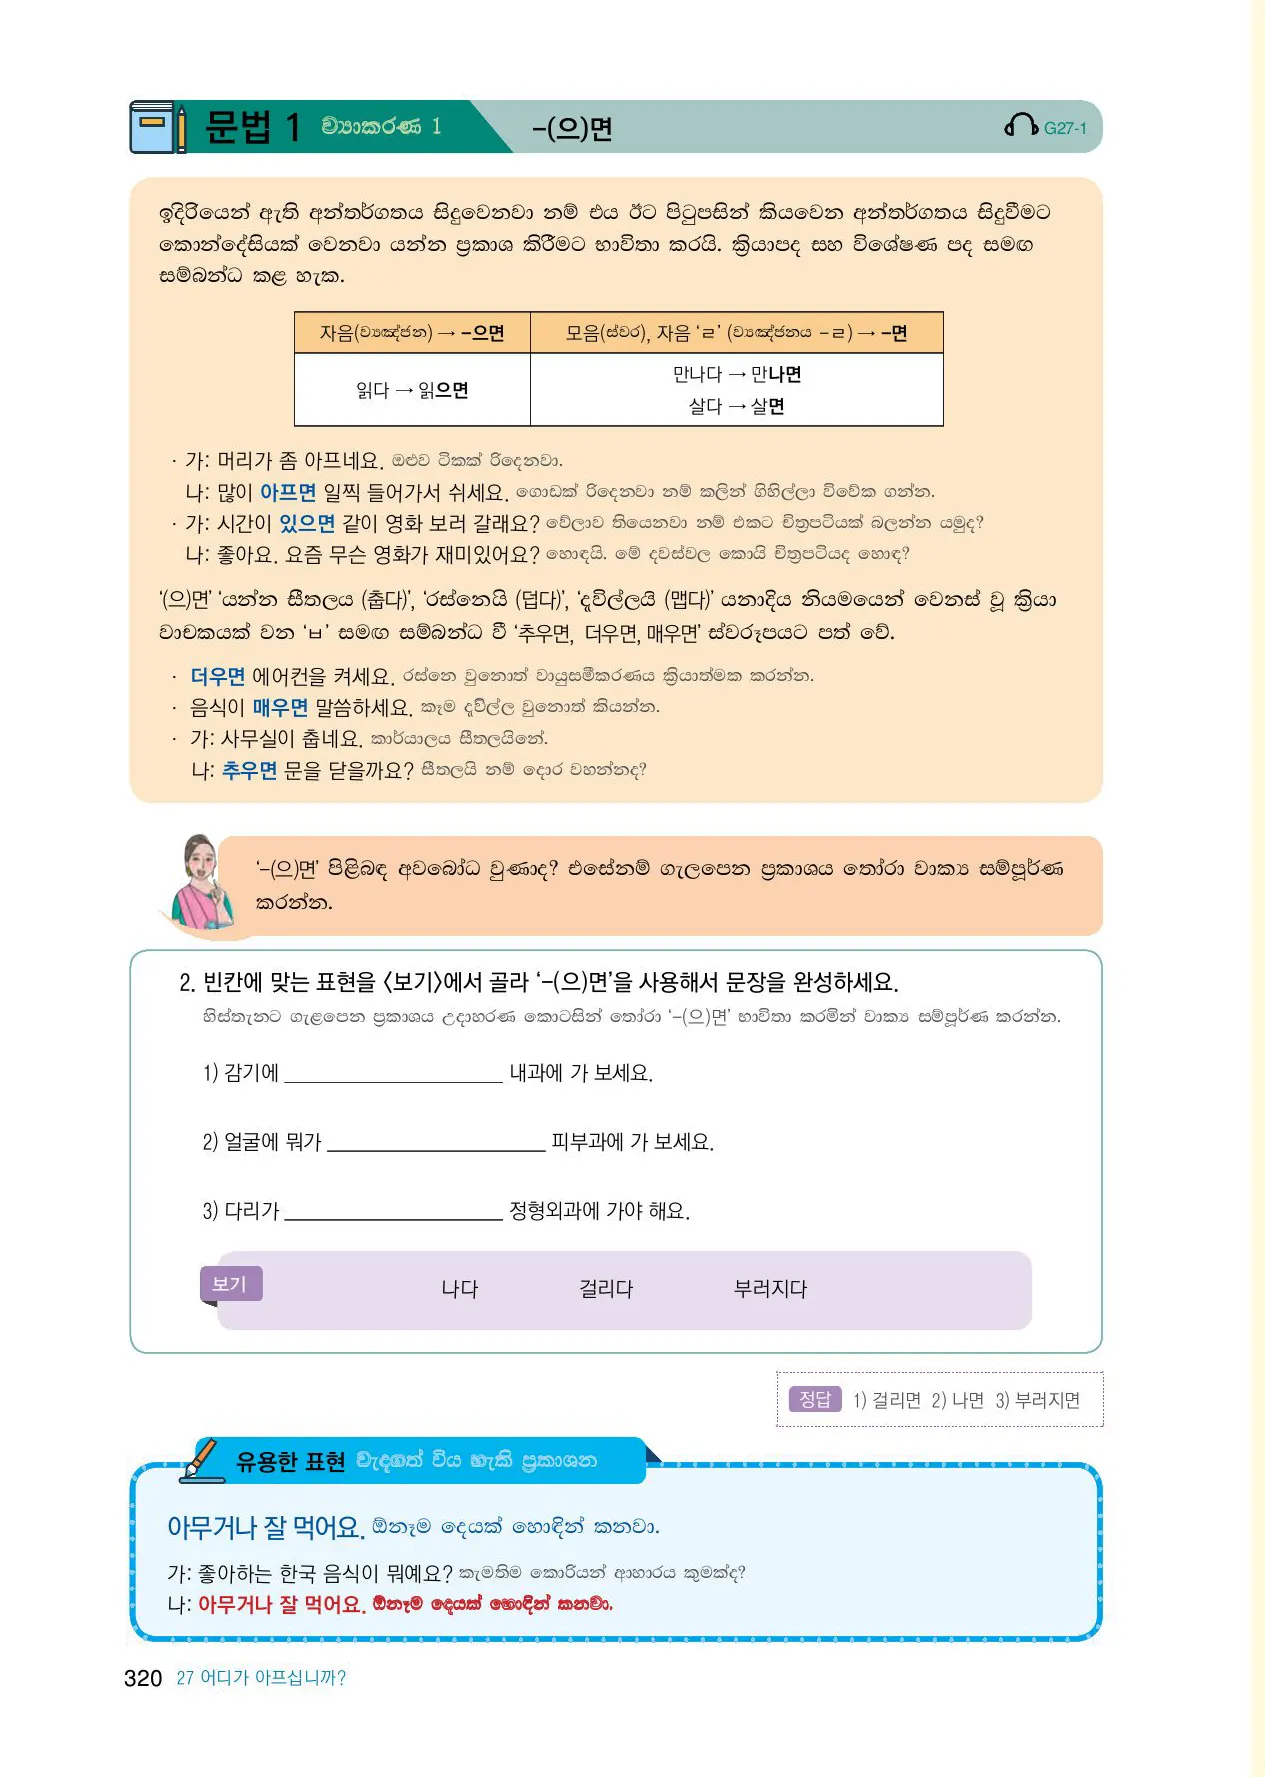 문법 1 ව්‍යාකරණ 1 -(으)면 G27-1
ඉදිරියෙන් ඇති අන්තර්ගතය සිදුවෙනවා නම් එය ඊට පිටුපසින් කියවෙන අන්තර්ගතය සිදුවීමට
කොන්දේසියක් වෙනවා යන්න ප්‍රකාශ කිරීමට භාවිතා කරයි. ක්‍රියාපද සහ විශේෂණ පද සමඟ
සම්බන්ධ කළ හැක.
자음(ව්‍යඤ්ජන) → -으면 모음(ස්වර), 자음 ‘ㄹ’ (ව්‍යඤ්ජනය -ㄹ) → -면
읽다 → 읽으면
만나다 → 만나면
살다 → 살면
· 가: 머리가 좀 아프네요. ඔළුව ටිකක් රිදෙනවා.
나: 많이 아프면 일찍 들어가서 쉬세요. ගොඩක් රිදෙනවා නම් කලින් ගිහිල්ලා විවේක ගන්න.
· 가: 시간이 있으면 같이 영화 보러 갈래요? වේලාව තියෙනවා නම් එකට චිත්‍රපටියක් බලන්න යමුද?
나: 좋아요. 요즘 무슨 영화가 재미있어요? හොඳයි. මේ දවස්වල කොයි චිත්‍රපටියද හොඳ?
‘(으)면’ ‘යන්න සීතලය (춥다)’, ‘රස්නෙයි (덥다)’, ‘දැවිල්ලයි (맵다)’ යනාදිය නියමයෙන් වෙනස් වූ ක්‍රියා
වාචකයක් වන ‘ㅂ’ සමඟ සම්බන්ධ වී ‘추우면, 더우면, 매우면’ ස්වරූපයට පත් වේ.
· 더우면 에어컨을 켜세요. රස්නෙ වුනොත් වායුසමීකරණය ක්‍රියාත්මක කරන්න.
· 음식이 매우면 말씀하세요. කෑම දැවිල්ල වුනොත් කියන්න.
· 가: 사무실이 춥네요. කාර්යාලය සීතලයිනේ.
나: 추우면 문을 닫을까요? සීතලයි නම් දොර වහන්නද?
‘-(으)면’ පිළිබඳ අවබෝධ වුණාද? එසේනම් ගැලපෙන ප්‍රකාශය තෝරා වාක්‍ය සම්පූර්ණ
කරන්න.
2. 빈칸에 맞는 표현을 〈보기〉에서 골라 ‘-(으)면’을 사용해서 문장을 완성하세요.
හිස්තැනට ගැළපෙන ප්‍රකාශය උදාහරණ කොටසින් තෝරා ‘-(으)면’ භාවිතා කරමින් වාක්‍ය සම්පූර්ණ කරන්න.
1) 감기에 ____________________ 내과에 가 보세요.
2) 얼굴에 뭐가 ____________________ 피부과에 가 보세요.
3) 다리가 ____________________ 정형외과에 가야 해요.
보기 나다 걸리다 부러지다
정답 1) 걸리면 2) 나면 3) 부러지면
유용한 표현 වැදගත් විය හැකි ප්‍රකාශන
아무거나 잘 먹어요. ඕනෑම දෙයක් හොඳින් කනවා.
가: 좋아하는 한국 음식이 뭐예요? කැමතිම කොරියන් ආහාරය කුමක්ද?
나: 아무거나 잘 먹어요. ඕනෑම දෙයක් හොඳින් කනවා.
320 27 어디가 아프십니까?